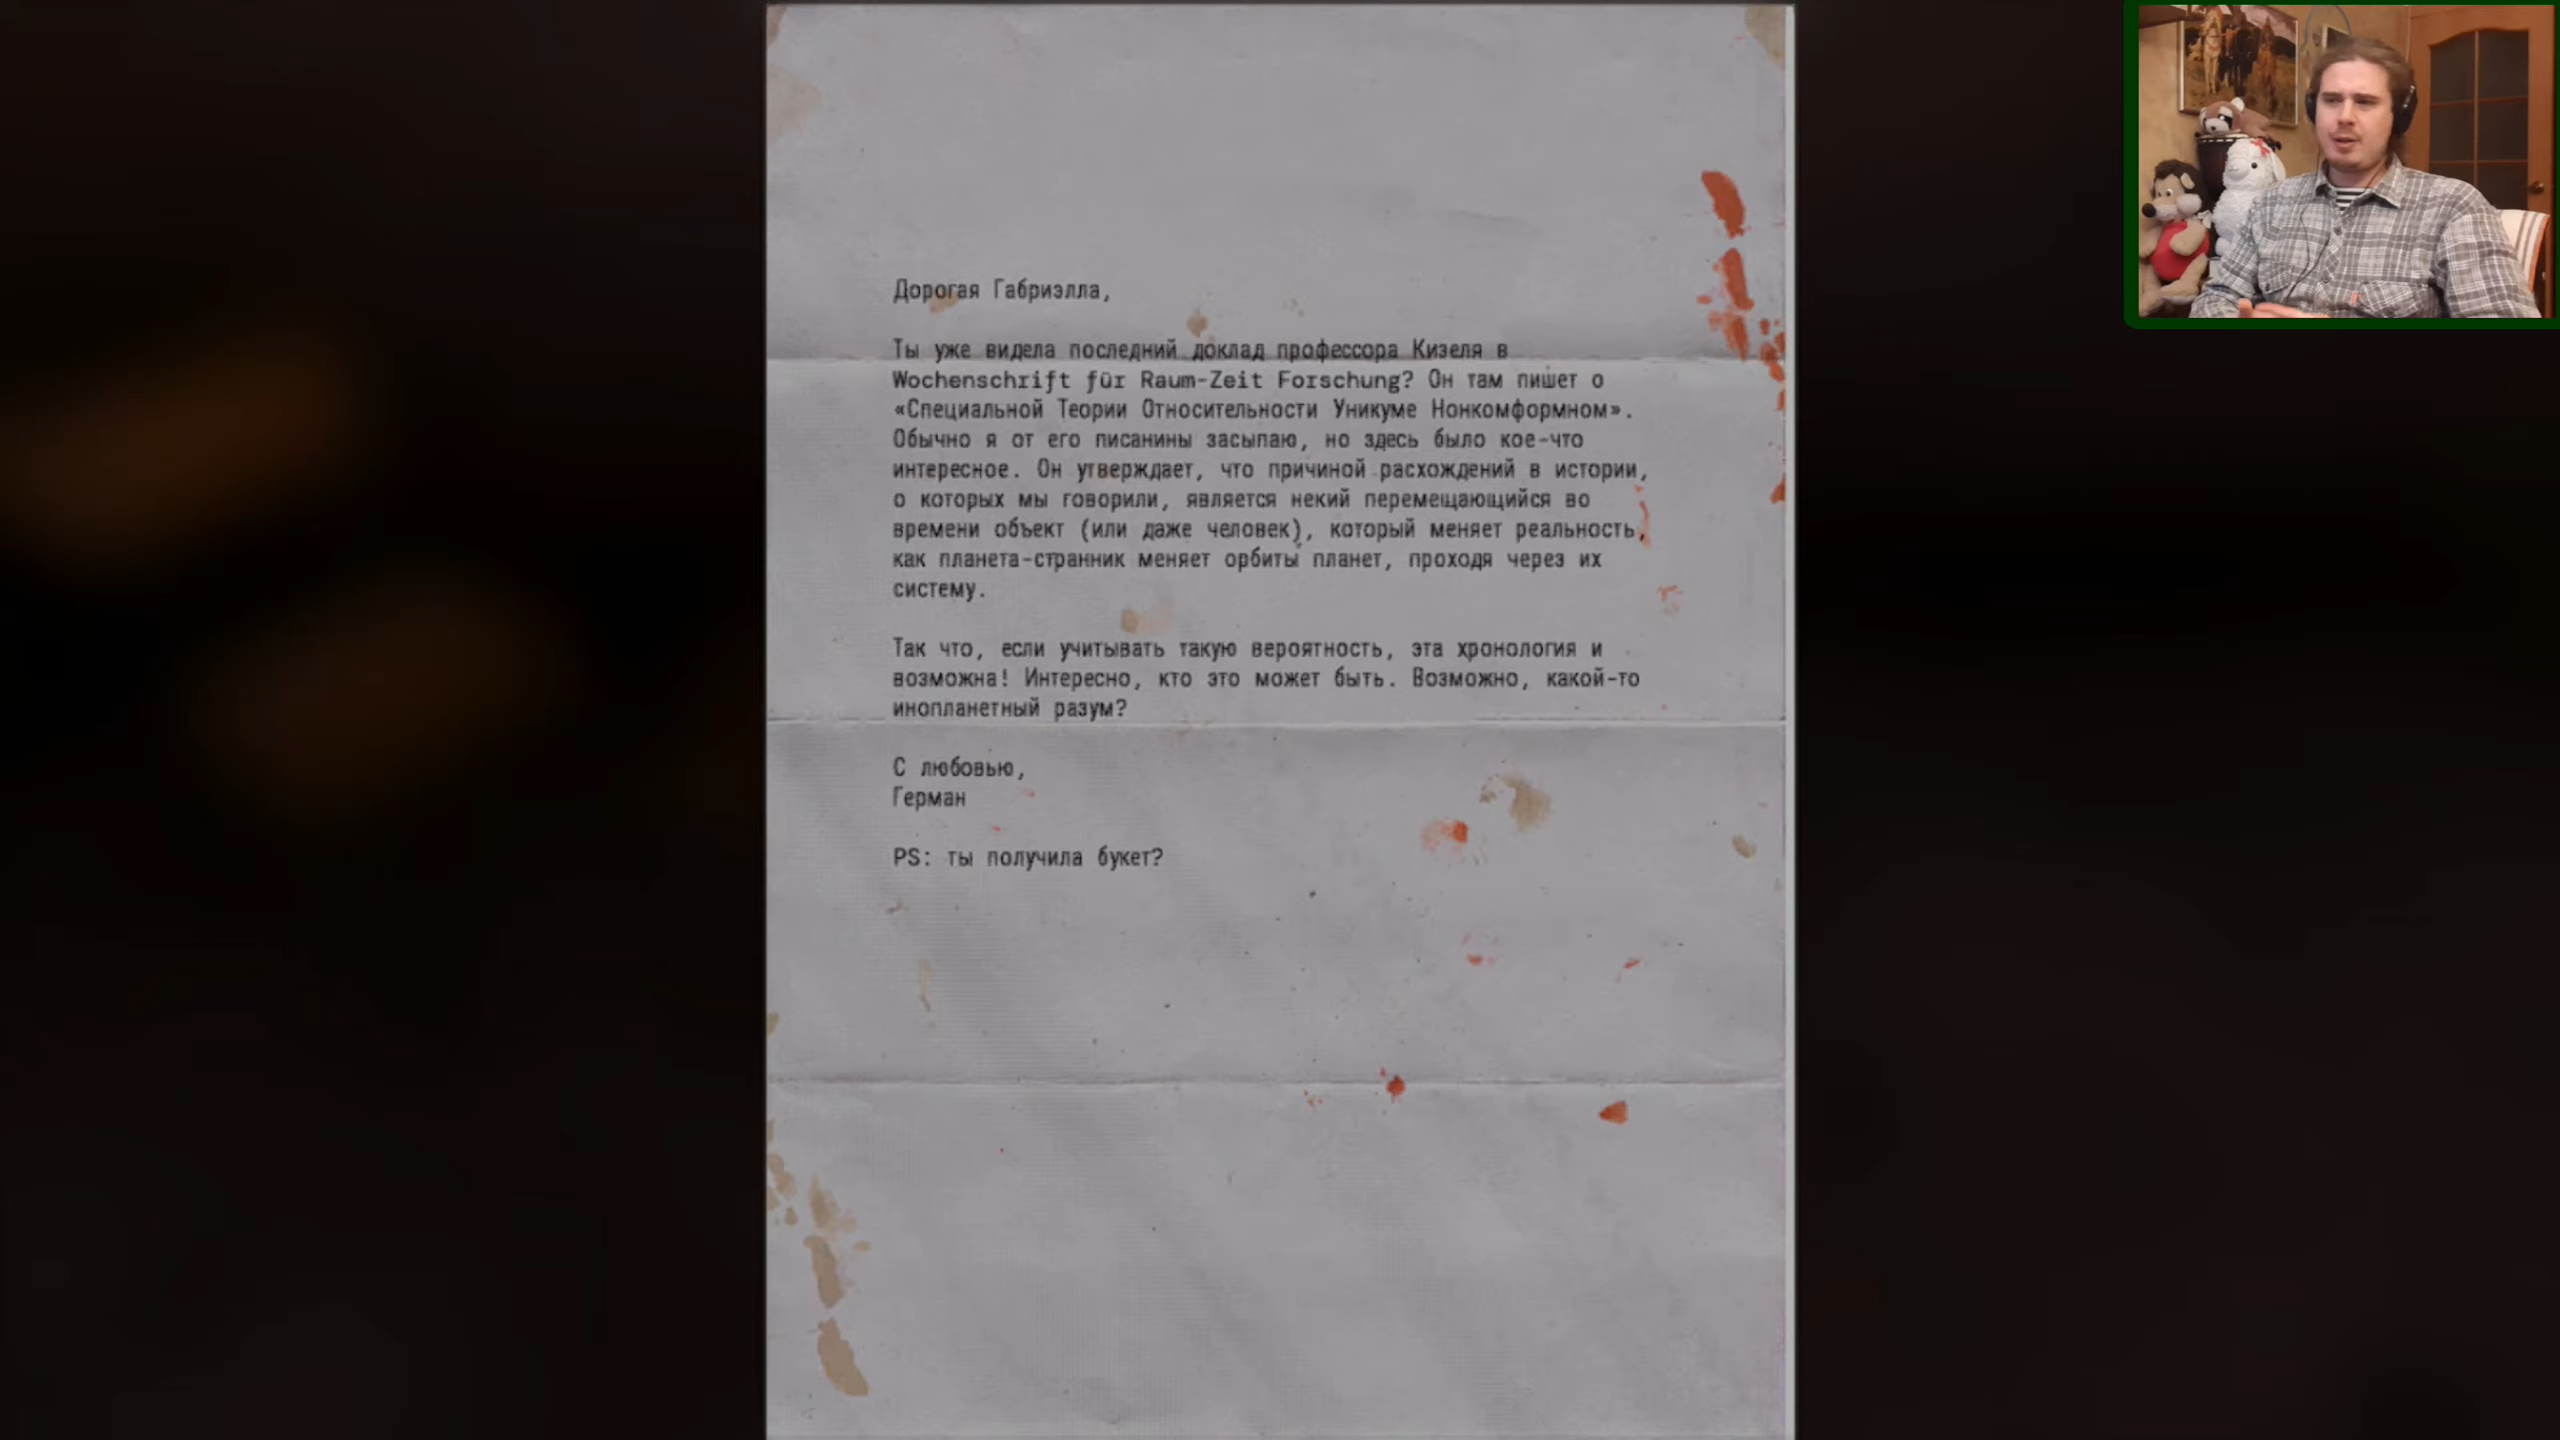 Дорогая Габриэлла,
Ты уже видела последний доклад профессора Кизеля в
Wochenschrift für Raum-Zeit Forschung? Он там пишет о
«Специальной Теории Относительности Уникуме Нонкомформном».
Обычно я от его писанины засыпаю, но здесь было кое-что
интересное. Он утверждает, что причиной расхождений в истории,
о которых мы говорили, является некий перемещающийся во
времени объект (или даже человек), который меняет реальность,
как планета-странник меняет орбиты планет, проходя через их
систему.
Так что, если учитывать такую вероятность, эта хронология и
возможна! Интересно, кто это может быть. Возможно, какой-то
инопланетный разум?
С любовью,
Герман
PS: ты получила букет?